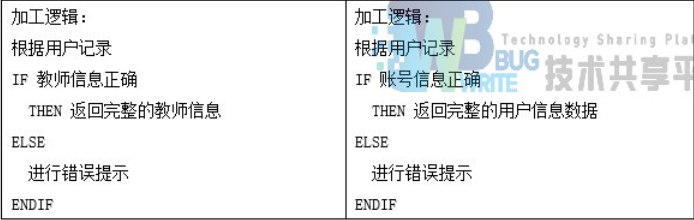 加工逻辑：
根据用户记录
IF 教师信息正确
THEN 返回完整的教师信息
ELSE
进行错误提示
ENDIF
加工逻辑：
根据用户记录
IF 账号信息正确
THEN 返回完整的用户信息数据
ELSE
进行错误提示
ENDIF
Technology Sharing Plat
BUG
WRITE
技术共享平